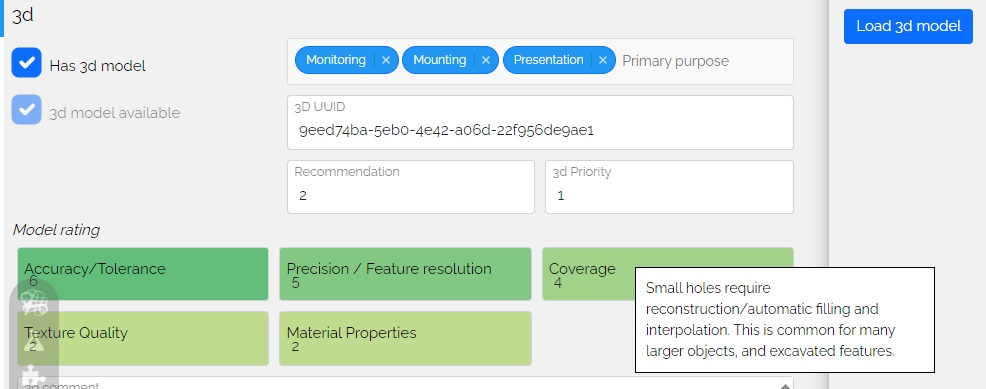 3d
Load 3d model
Has 3d model
Monitoring × Mounting × Presentation × Primary purpose
3d model available
3D UUID
9eed74ba-5eb0-4e42-a06d-22f956de9ae1
Recommendation
2
3d Priority
1
Model rating
Accuracy/Tolerance
6
Precision / Feature resolution
5
Coverage
4
Small holes require
reconstruction/automatic filling and
interpolation. This is common for many
larger objects, and excavated features.
Texture Quality
2
Material Properties
2
3d comment